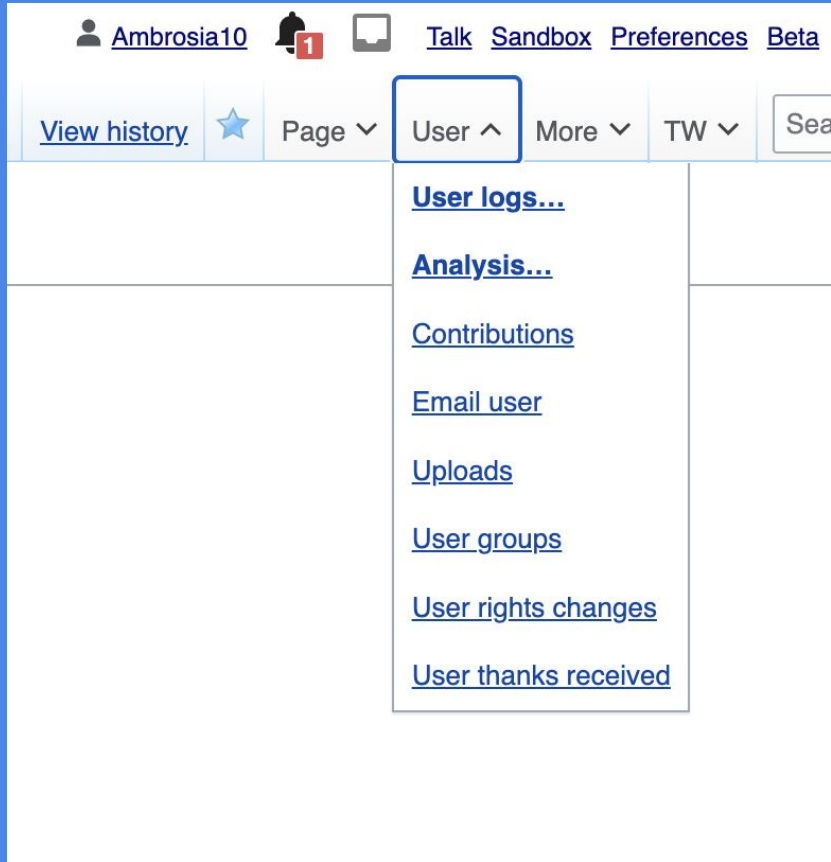 Ambrosia10 1 Talk Sandbox Preferences Beta
View history Page User More TW Sea
User logs...
Analysis...
Contributions
Email user
Uploads
User groups
User rights changes
User thanks received